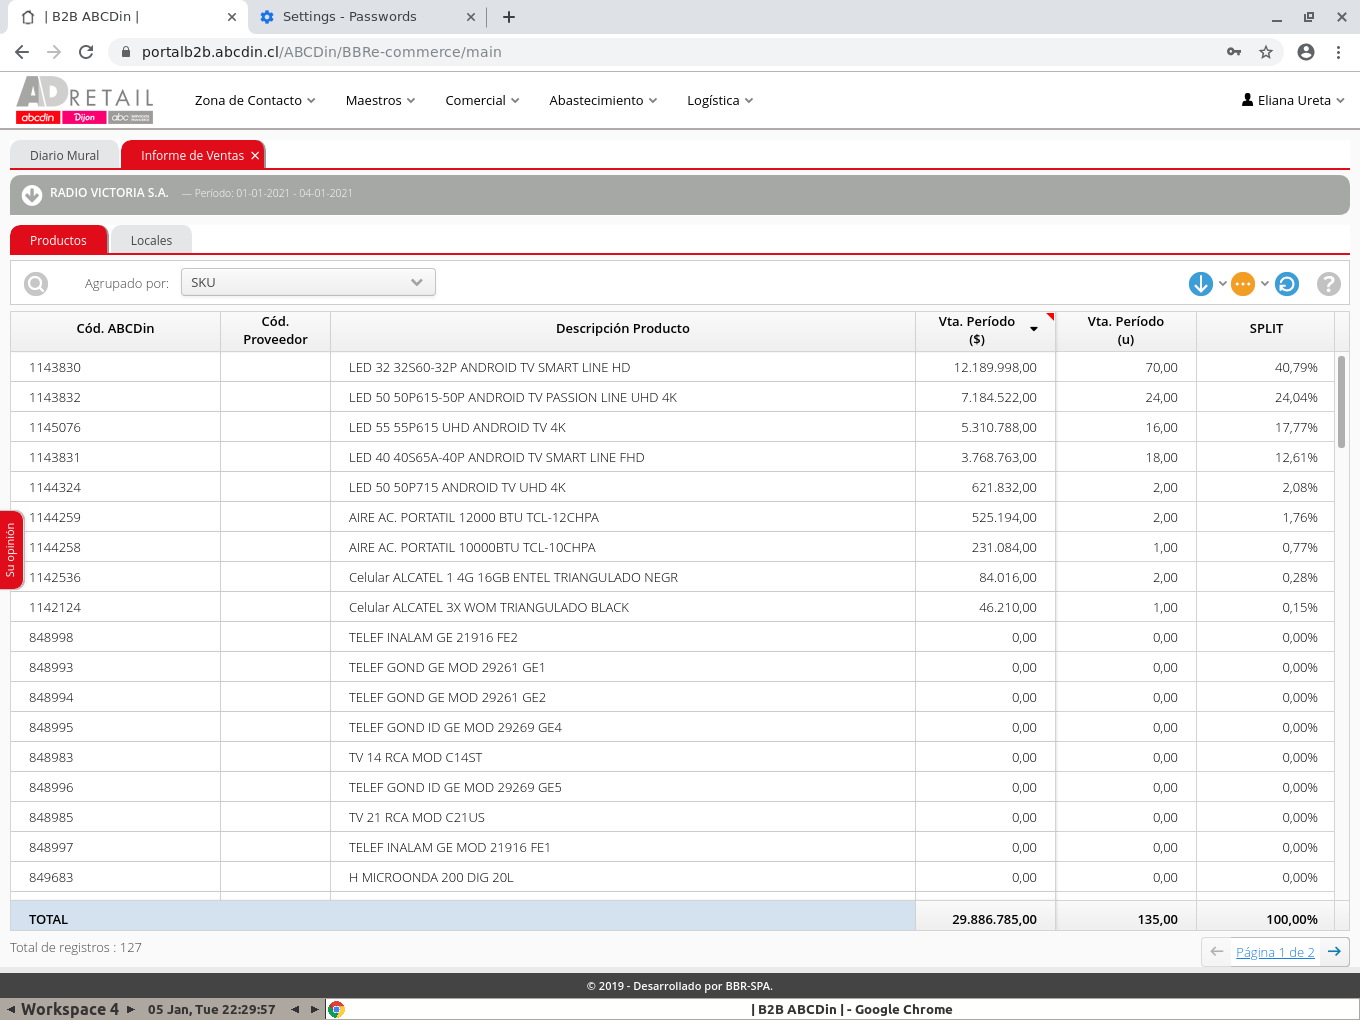 | B2B ABCDin |
Settings - Passwords
portalb2b.abcdin.cl/ABCDin/BBRe-commerce/main
ADRETAIL
abcdin Dijon abc
Zona de Contacto Maestros Comercial Abastecimiento Logística Eliana Ureta
Diario Mural Informe de Ventas
RADIO VICTORIA S.A. — Período: 01-01-2021 - 04-01-2021
Productos Locales
Agrupado por: SKU
Cód. ABCDin Cód. Proveedor Descripción Producto Vta. Período ($) Vta. Período (u) SPLIT
1143830 LED 32 32S60-32P ANDROID TV SMART LINE HD 12.189.998,00 70,00 40,79%
1143832 LED 50 50P615-50P ANDROID TV PASSION LINE UHD 4K 7.184.522,00 24,00 24,04%
1145076 LED 55 55P615 UHD ANDROID TV 4K 5.310.788,00 16,00 17,77%
1143831 LED 40 40S65A-40P ANDROID TV SMART LINE FHD 3.768.763,00 18,00 12,61%
1144324 LED 50 50P715 ANDROID TV UHD 4K 621.832,00 2,00 2,08%
1144259 AIRE AC. PORTATIL 12000 BTU TCL-12CHPA 525.194,00 2,00 1,76%
1144258 AIRE AC. PORTATIL 10000BTU TCL-10CHPA 231.084,00 1,00 0,77%
1142536 Celular ALCATEL 1 4G 16GB ENTEL TRIANGULADO NEGR 84.016,00 2,00 0,28%
1142124 Celular ALCATEL 3X WOM TRIANGULADO BLACK 46.210,00 1,00 0,15%
848998 TELEF INALAM GE 21916 FE2 0,00 0,00 0,00%
848993 TELEF GOND GE MOD 29261 GE1 0,00 0,00 0,00%
848994 TELEF GOND GE MOD 29261 GE2 0,00 0,00 0,00%
848995 TELEF GOND ID GE MOD 29269 GE4 0,00 0,00 0,00%
848983 TV 14 RCA MOD C14ST 0,00 0,00 0,00%
848996 TELEF GOND ID GE MOD 29269 GE5 0,00 0,00 0,00%
848985 TV 21 RCA MOD C21US 0,00 0,00 0,00%
848997 TELEF INALAM GE MOD 21916 FE1 0,00 0,00 0,00%
849683 H MICROONDA 200 DIG 20L 0,00 0,00 0,00%
TOTAL 29.886.785,00 135,00 100,00%
Su opinión
Total de registros : 127
Página 1 de 2
© 2019 - Desarrollado por BBR-SPA.
Workspace 4 05 Jan, Tue 22:29:57 | B2B ABCDin | - Google Chrome